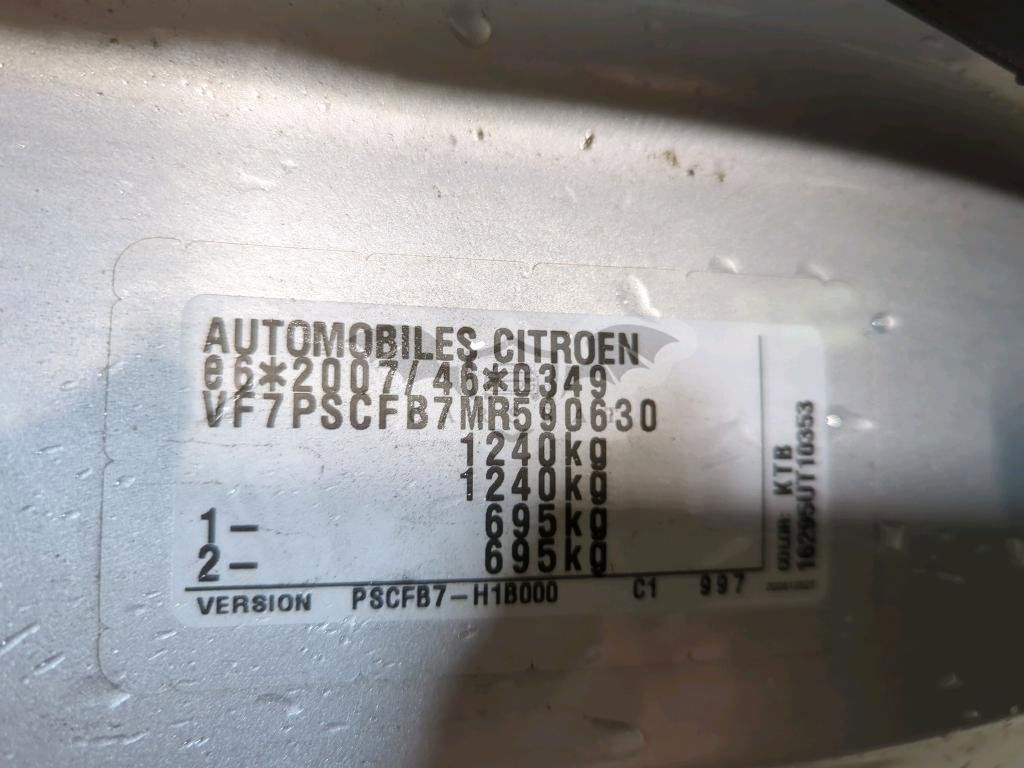 AUTOMOBILES CITROEN
e6*2007/46*0349
VF7PSCFB7MR590630
1240kg
1240kg
1- 695kg
2- 695kg
VERSION PSCFB7-H1B000 C1 997
COLOR: KTB
16295UT10353